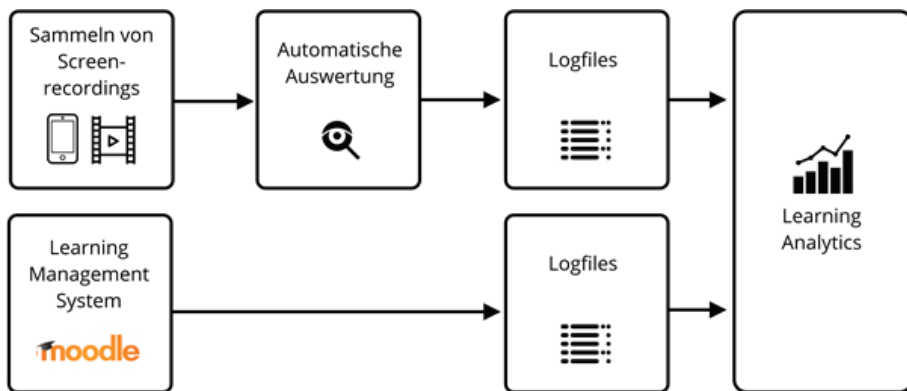 Sammeln von
Screen-
recordings
Automatische
Auswertung
Logfiles
Learning
Analytics
Learning
Management
System
moodle
Logfiles